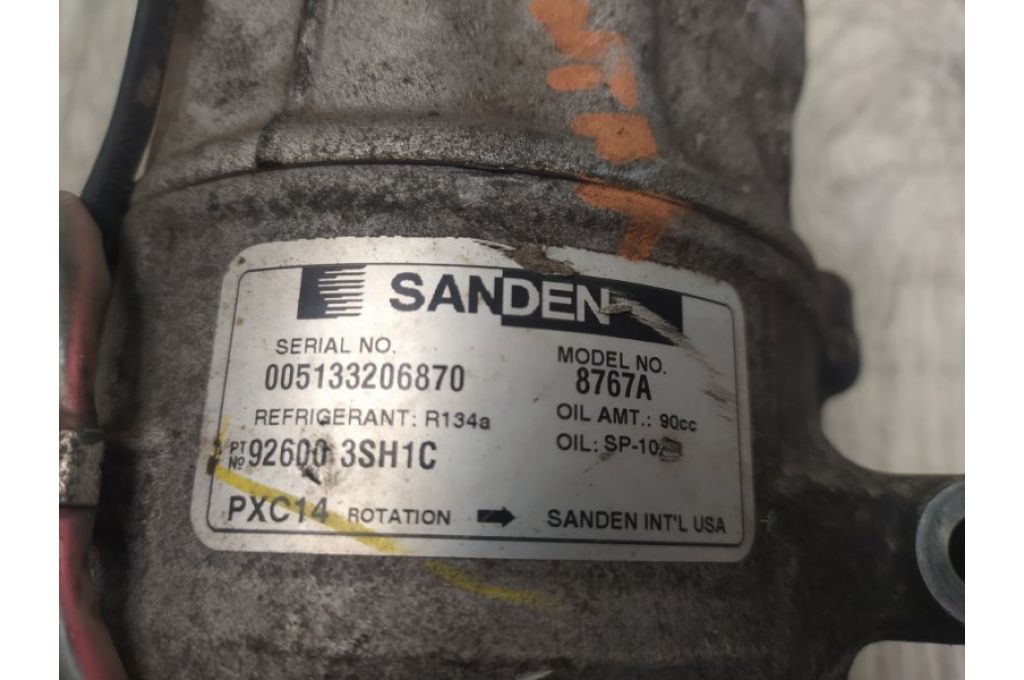 SANDEN
SERIAL NO.
005133206870
MODEL NO.
8767A
REFRIGERANT: R134a
OIL AMT.: 90cc
PT NO 92600 3SH1C
OIL: SP-10
PXC14 ROTATION → SANDEN INT'L USA